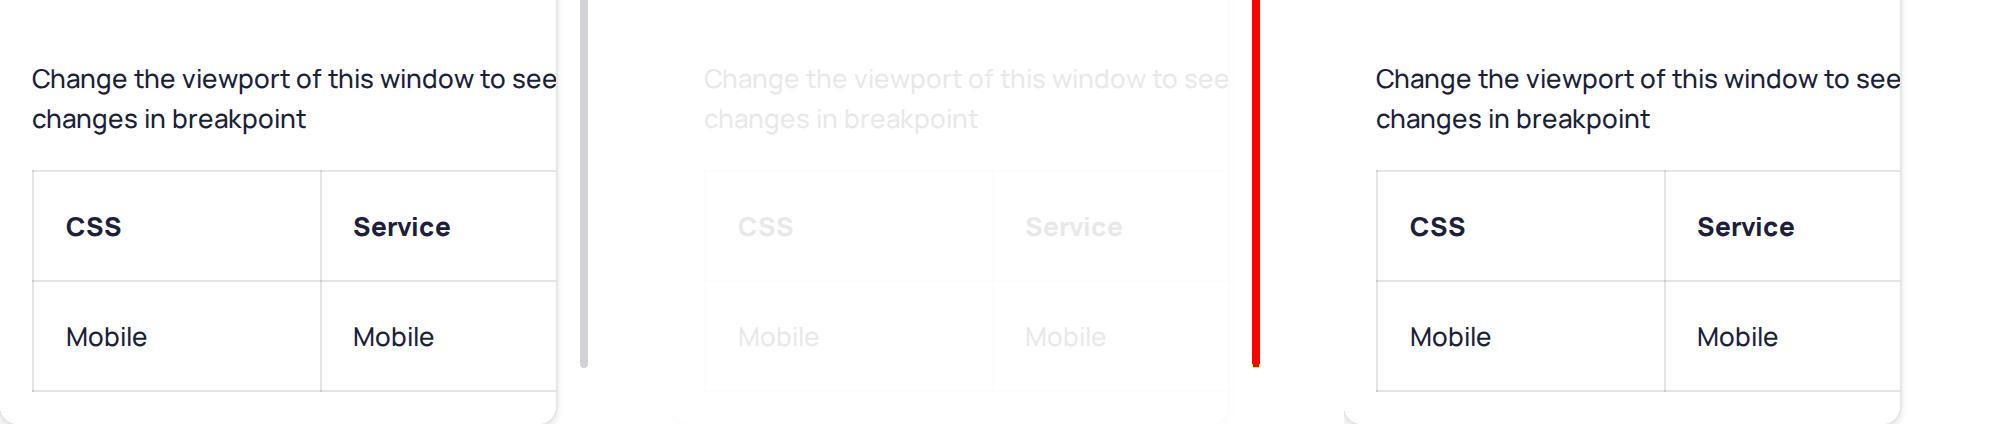 Change the viewport of this window to see
changes in breakpoint
CSS Service
Mobile Mobile
Change the viewport of this window to see
changes in breakpoint
CSS Service
Mobile Mobile
Change the viewport of this window to see
changes in breakpoint
CSS Service
Mobile Mobile